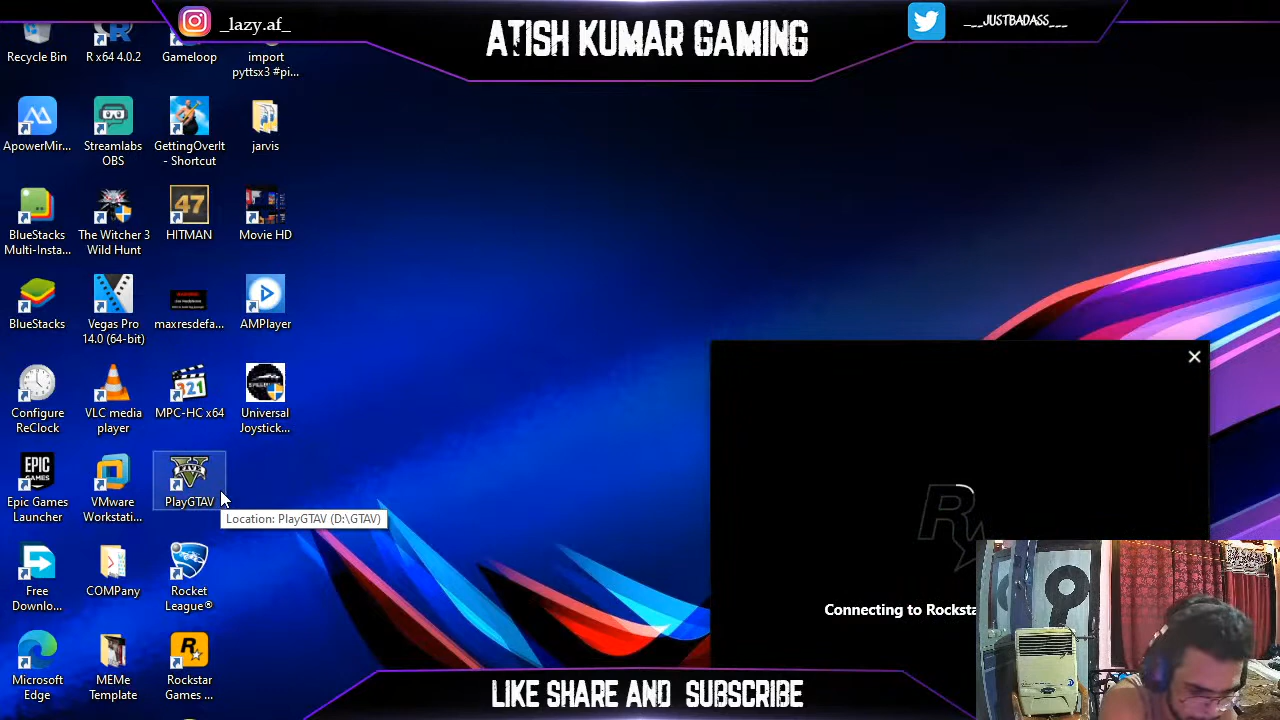 _lazy.af_
ATISH KUMAR GAMING
___JUSTBADASS___
Recycle Bin
R x64 4.0.2
Gameloop
import
pyttsx3 #pi...
ApowerMir...
Streamlabs
OBS
GettingOverIt
- Shortcut
jarvis
BlueStacks
Multi-Insta...
The Witcher 3
Wild Hunt
47
HITMAN
Movie HD
BlueStacks
Vegas Pro
14.0 (64-bit)
maxresdefa...
AMPlayer
Configure
ReClock
VLC media
player
321
MPC-HC x64
Universal
Joystick...
EPIC
GAMES
Epic Games
Launcher
VMware
Workstati...
V
PlayGTAV
Location: PlayGTAV (D:\GTAV)
Free
Downlo...
COMPany
Rocket
League®
Connecting to Rocksta
Microsoft
Edge
MEMe
Template
Rockstar
Games ...
LIKE SHARE AND SUBSCRIBE